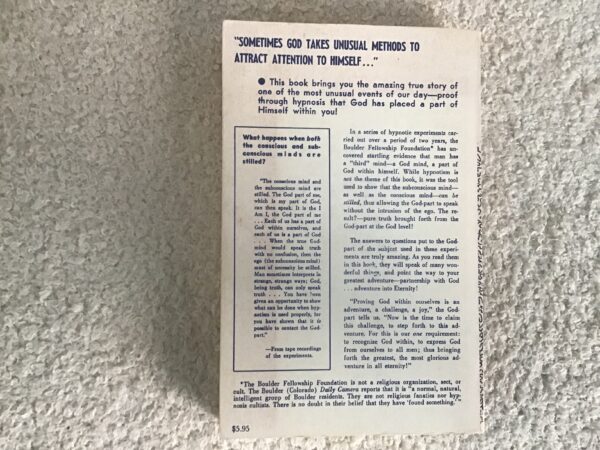 "SOMETIMES GOD TAKES UNUSUAL METHODS TO
ATTRACT ATTENTION TO HIMSELF..."
● This book brings you the amazing true story of
one of the most unusual events of our day—proof
through hypnosis that God has placed a part of
Himself within you!
What happens when both
the conscious and sub-
conscious minds are
stilled?
"The conscious mind and
the subconscious mind are
stilled. The God part of me,
which is my part of God,
can then speak. It is the I
Am I, the God part of me
... Each of us has a part of
God within ourselves, and
each of us is a part of God
.... When the true God-
mind would speak truth
with no confusion, then the
ego (the subconscious mind)
must of necessity be stilled.
Man sometimes interprets in
strange, strange ways; God,
being truth, can only speak
truth .... You have been
given an opportunity to show
what can be done when hyp-
nosis is used properly, for
you have shown that it is
possible to contact the God-
part."
—From tape recordings
of the experiments.
In a series of hypnotic experiments car-
ried out over a period of two years, the
Boulder Fellowship Foundation* has un-
covered startling evidence that man has
a "third" mind—a God mind, a part of
God within himself. While hypnotism is
not the theme of this book, it was the tool
used to show that the subconscious mind—
as well as the conscious mind—can be
stilled, thus allowing the God-part to speak
without the intrusion of the ego. The re-
sult?—pure truth brought forth from the
God-part at the God level!
The answers to questions put to the God-
part of the subject used in these experi-
ments are truly amazing. As you read them
in this book, they will speak of many won-
derful things, and point the way to your
greatest adventure—partnership with God
... adventure into Eternity!
"Proving God within ourselves is an
adventure, a challenge, a joy," the God-
part tells us. "Now is the time to claim
this challenge, to step forth to this ad-
venture. For this is our one requirement:
to recognize God within, to express God
from ourselves to all men; thus bringing
forth the greatest, the most glorious ad-
venture in all eternity!"
*The Boulder Fellowship Foundation is not a religious organization, sect, or
cult. The Boulder (Colorado) Daily Camera reports that it is "a normal, natural,
intelligent group of Boulder residents. They are not religious fanatics nor hyp-
nosis cultists. There is no doubt in their belief that they have 'found something.'"
$5.95